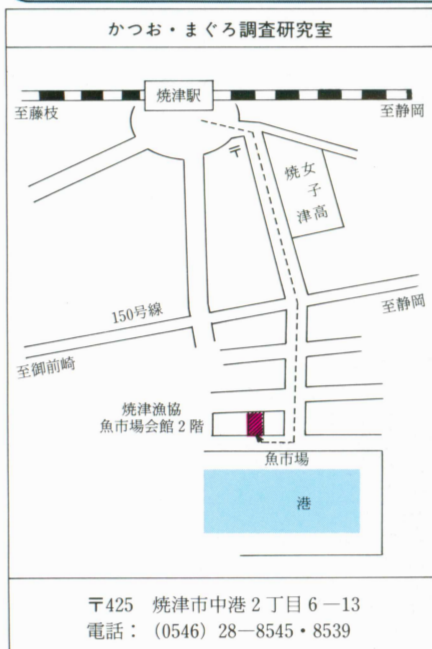 かつお・まぐろ調査研究室
焼津駅
至藤枝
至静岡
〒
焼女
子
津高
150号線
至静岡
至御前崎
焼津漁協
魚市場会館2階
魚市場
港
〒425 焼津市中港2丁目6―13
電話：(0546) 28―8545・8539